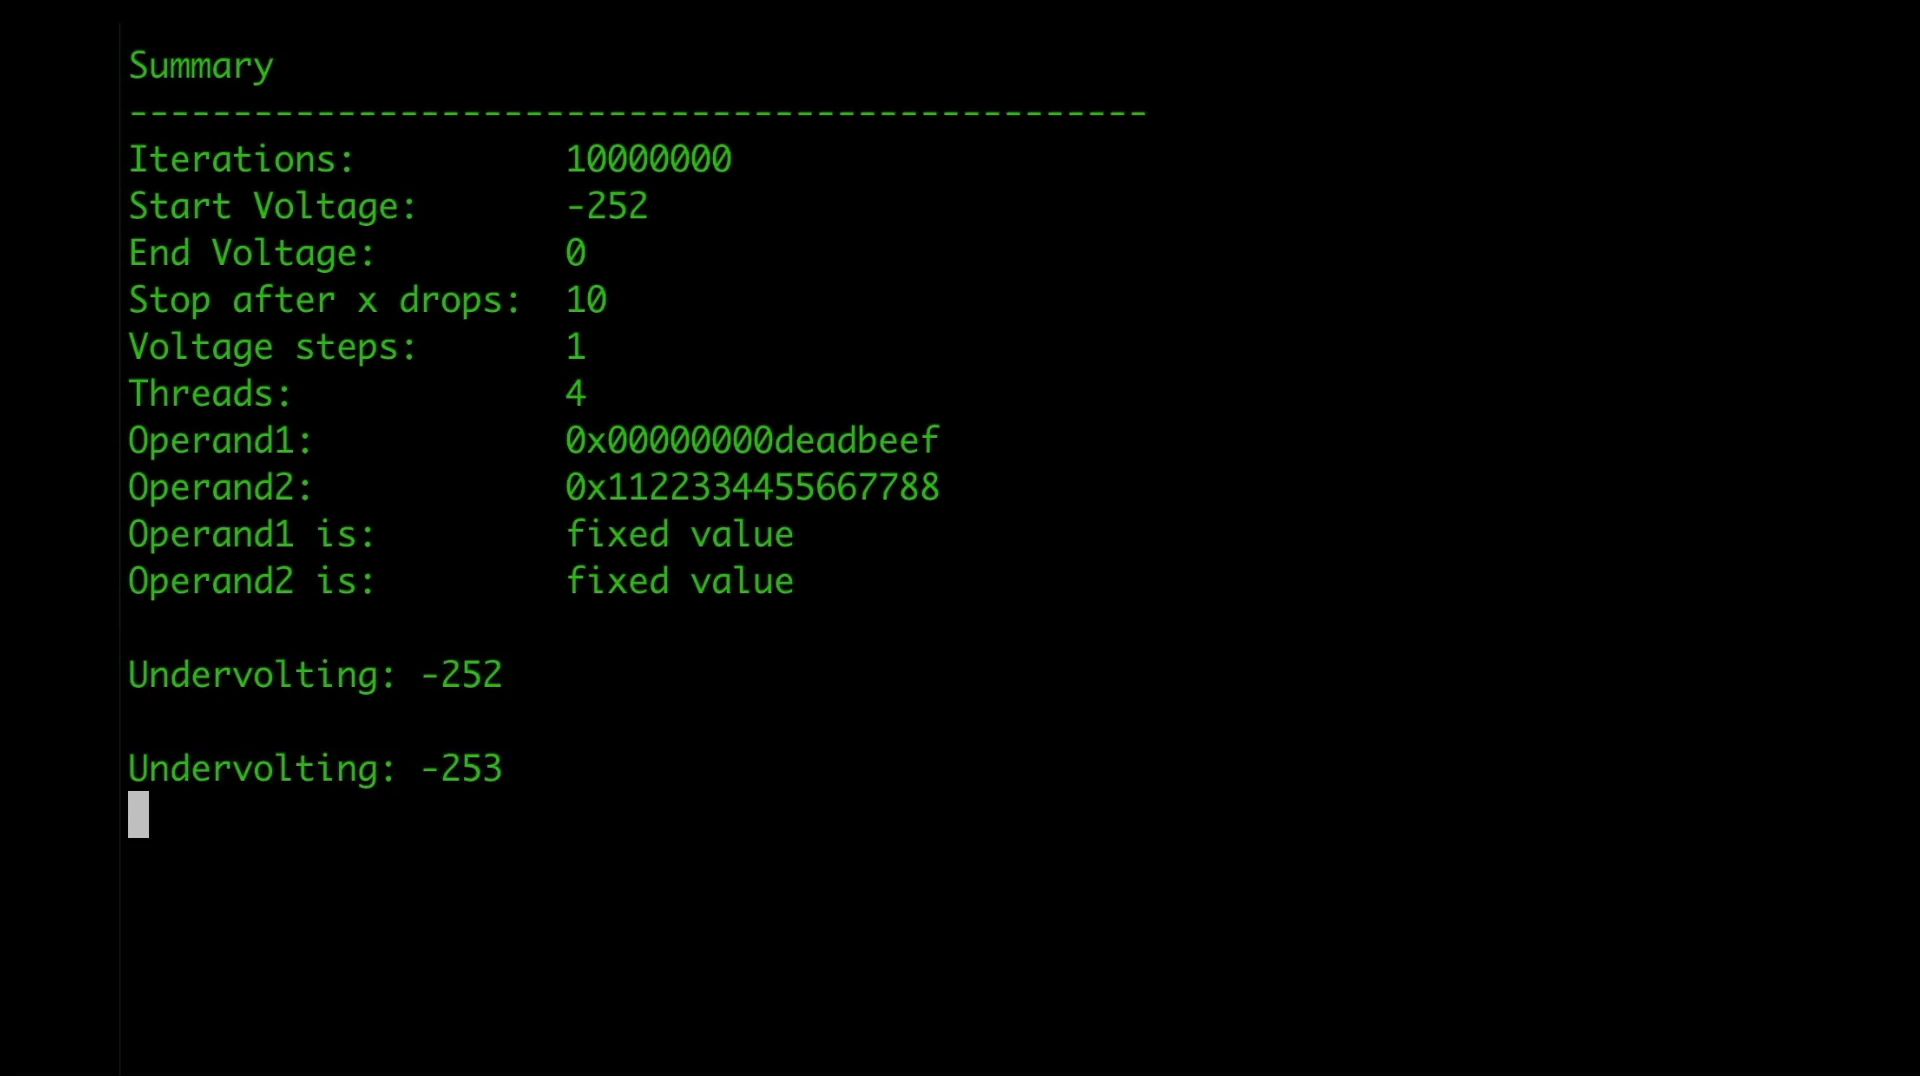 Summary
-------------------------------------------------
Iterations: 10000000
Start Voltage: -252
End Voltage: 0
Stop after x drops: 10
Voltage steps: 1
Threads: 4
Operand1: 0x00000000deadbeef
Operand2: 0x1122334455667788
Operand1 is: fixed value
Operand2 is: fixed value
Undervolting: -252
Undervolting: -253